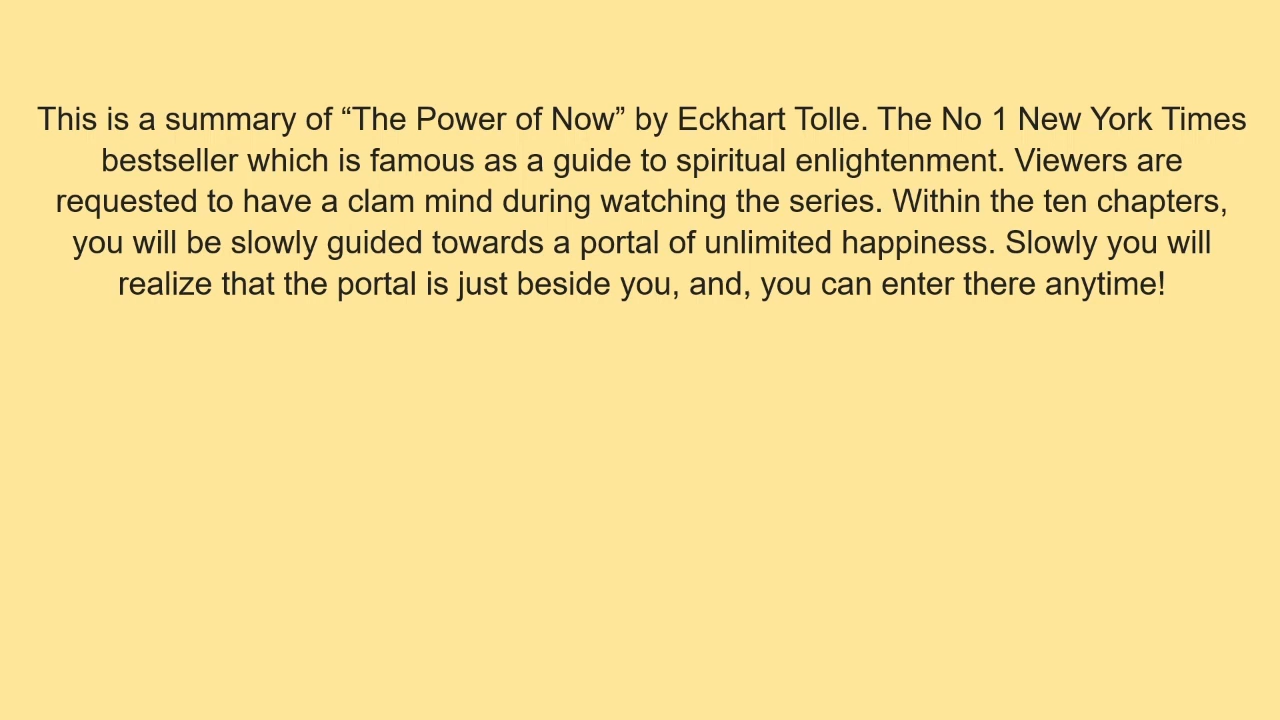 This is a summary of “The Power of Now” by Eckhart Tolle. The No 1 New York Times
bestseller which is famous as a guide to spiritual enlightenment. Viewers are
requested to have a clam mind during watching the series. Within the ten chapters,
you will be slowly guided towards a portal of unlimited happiness. Slowly you will
realize that the portal is just beside you, and, you can enter there anytime!